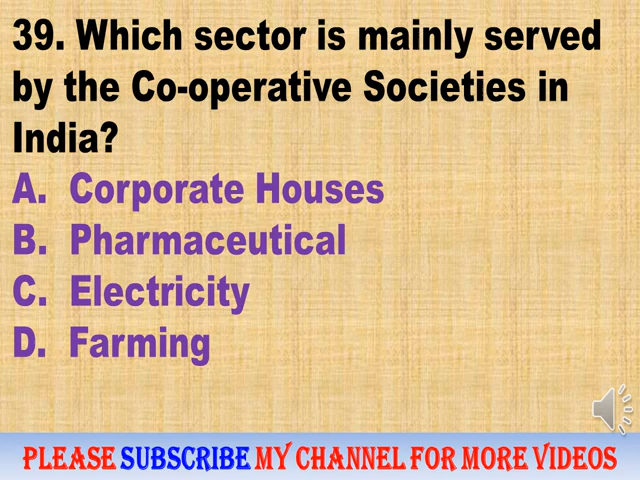 39. Which sector is mainly served
by the Co-operative Societies in
India?
A. Corporate Houses
B. Pharmaceutical
C. Electricity
D. Farming
PLEASE SUBSCRIBE MY CHANNEL FOR MORE VIDEOS